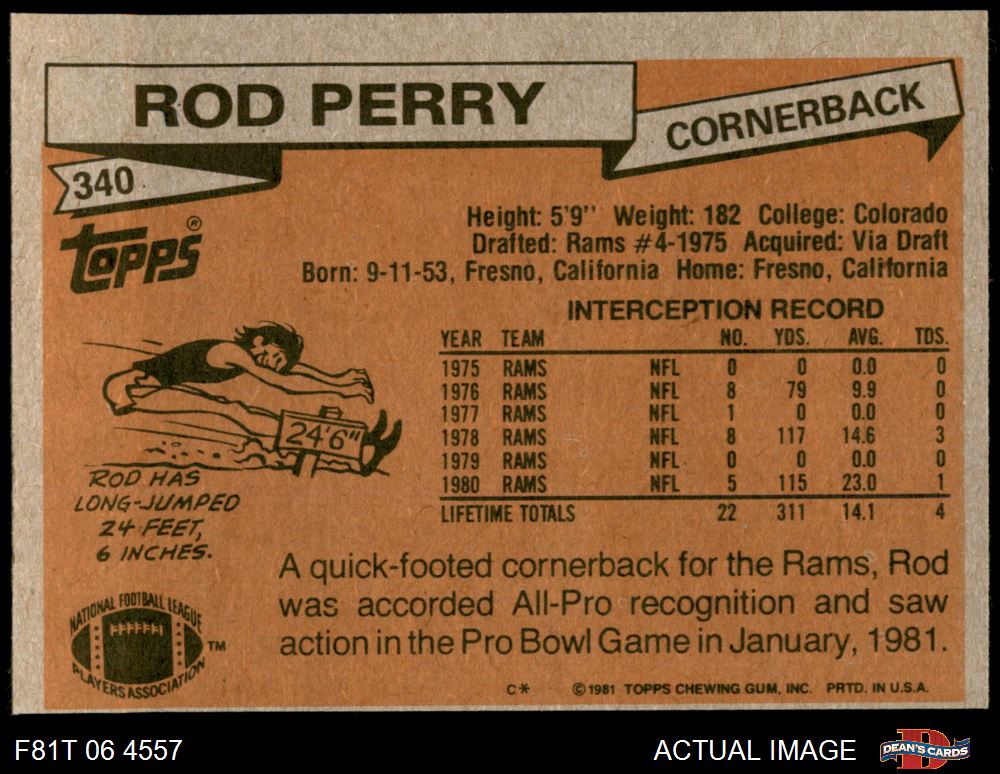 ROD PERRY
CORNERBACK
340
Topps®
Height: 5'9" Weight: 182 College: Colorado
Drafted: Rams #4-1975 Acquired: Via Draft
Born: 9-11-53, Fresno, California Home: Fresno, California
INTERCEPTION RECORD
YEAR TEAM NO. YDS. AVG. TDS.
1975 RAMS NFL 0 0 0.0 0
1976 RAMS NFL 8 79 9.9 0
1977 RAMS NFL 1 0 0.0 0
1978 RAMS NFL 8 117 14.6 3
1979 RAMS NFL 0 0 0.0 0
1980 RAMS NFL 5 115 23.0 1
LIFETIME TOTALS 22 311 14.1 4
24'6"
ROD HAS
LONG-JUMPED
24 FEET,
6 INCHES.
A quick-footed cornerback for the Rams, Rod
was accorded All-Pro recognition and saw
action in the Pro Bowl Game in January, 1981.
NATIONAL FOOTBALL LEAGUE
PLAYERS ASSOCIATION
TM
C* ©1981 TOPPS CHEWING GUM, INC. PRTD. IN U.S.A.
F81T 06 4557
ACTUAL IMAGE
DEAN'S CARDS